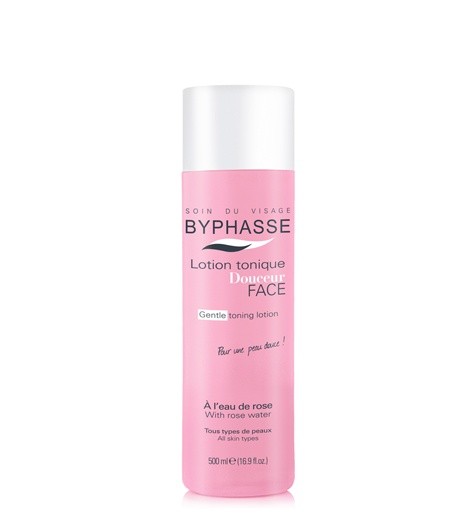 SOIN DU VISAGE
BYPHASSE
Lotion tonique
Douceur
FACE
Gentle toning lotion
Pour une peau douce !
À l'eau de rose
With rose water
Tous types de peaux
All skin types
500 ml ℮ (16.9 fl.oz.)